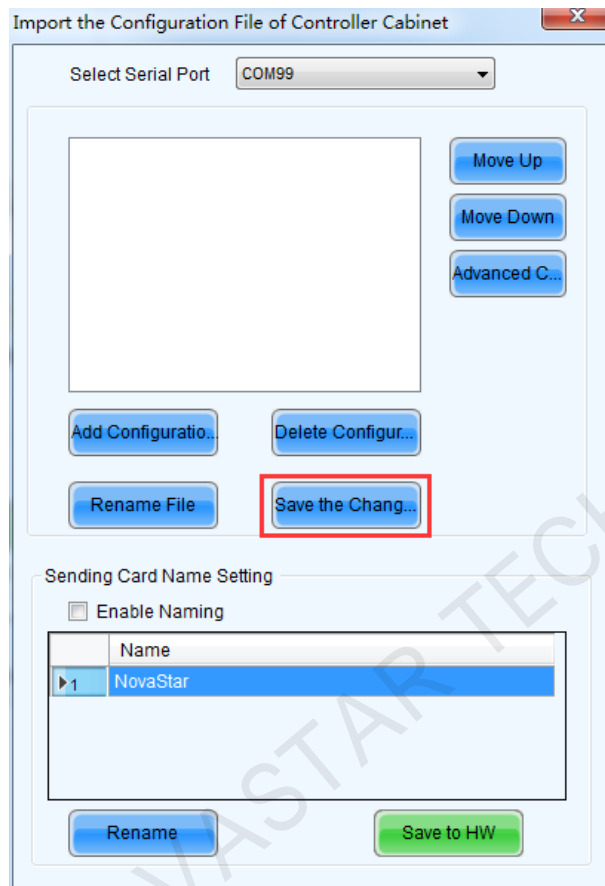 Import the Configuration File of Controller Cabinet
x
Select Serial Port COM99
Move Up
Move Down
Advanced C...
Add Configuratio...
Delete Configur...
Rename File
Save the Chang...
Sending Card Name Setting
Enable Naming
Name
1 NovaStar
Rename
Save to HW
VASTAR TECH